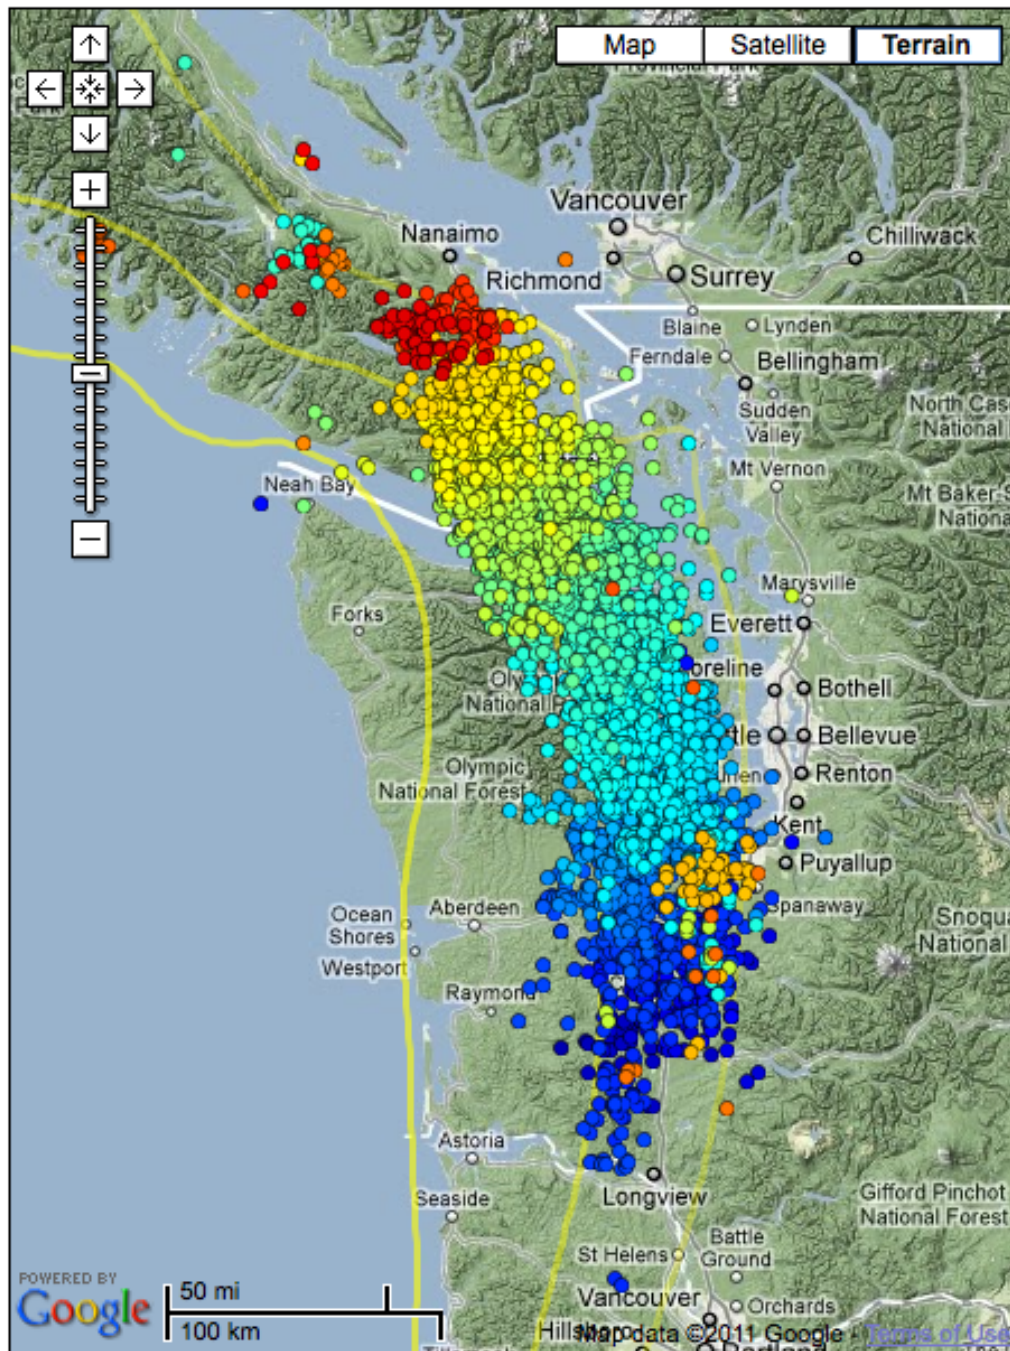 Map
Satellite
Terrain
Vancouver
Nanaimo
Chilliwack
Richmond
Surrey
Blaine
Lynden
Ferndale
Bellingham
Sudden
Valley
North Cas
National
Mt Vernon
Neah Bay
Mt Baker-S
Nationa
Marysville
Forks
Everett
oreline
Bothell
National
ttle
Bellevue
Olympic
National Forest
Renton
Kent
Puyallup
Ocean
Shores
Aberdeen
Spanaway
Snoqua
National
Westport
Raymond
Astoria
Longview
Seaside
Gifford Pinchot
National Forest
Battle
Ground
St Helens
POWERED BY
Google
50 mi
100 km
Vancouver
Orchards
Map data ©2011 Google - Terms of Use